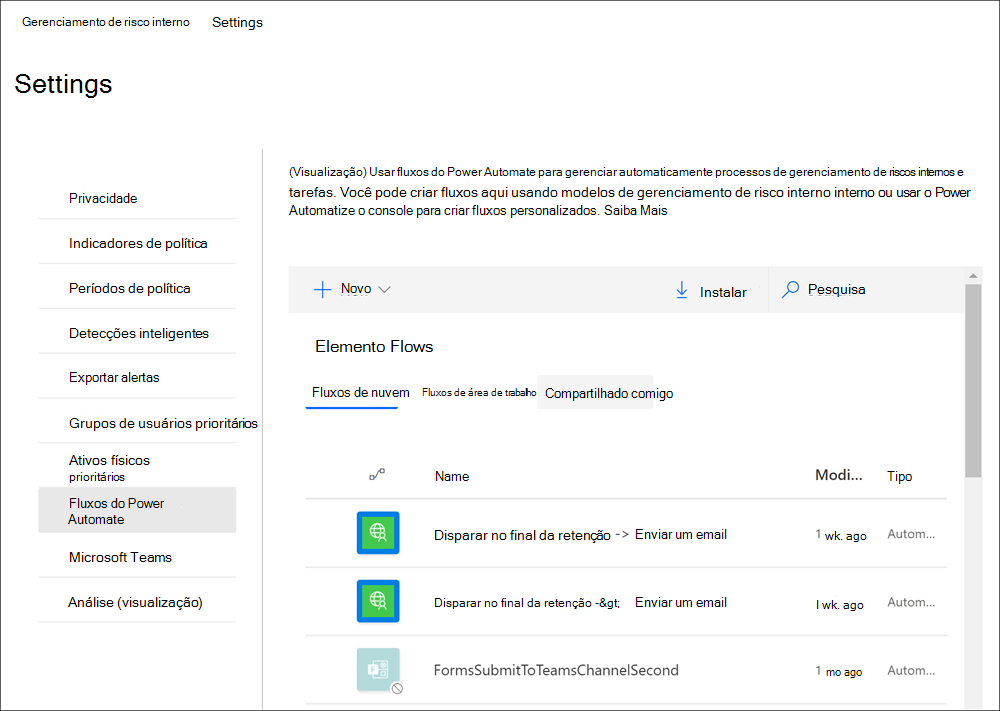 Gerenciamento de risco interno Settings
Settings
Privacidade
Indicadores de política
Períodos de política
Detecções inteligentes
Exportar alertas
Grupos de usuários prioritários
Ativos físicos
prioritários
Fluxos do Power
Automate
Microsoft Teams
Análise (visualização)
(Visualização) Usar fluxos do Power Automate para gerenciar automaticamente processos de gerenciamento de riscos internos e
tarefas. Você pode criar fluxos aqui usando modelos de gerenciamento de risco interno interno ou usar o Power
Automatize o console para criar fluxos personalizados. Saiba Mais
Novo Instalar Pesquisa
Elemento Flows
Fluxos de nuvem Fluxos de área de trabalho Compartilhado comigo
Name Modi... Tipo
Disparar no final da retenção -> Enviar um email 1 wk. ago Autom...
Disparar no final da retenção -&gt; Enviar um email I wk. ago Autom...
FormsSubmitToTeamsChannelSecond 1 mo ago Autom...